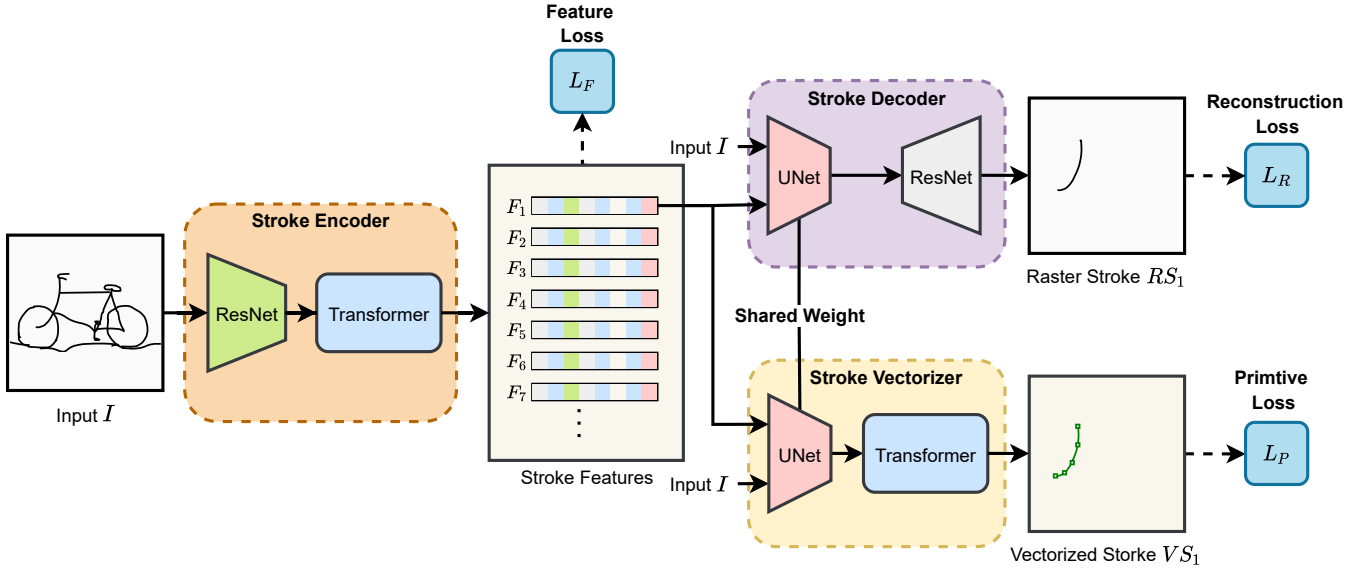 Feature
Loss
L_F
Stroke Encoder
ResNet
Transformer
Input I
F_1
F_2
F_3
F_4
F_5
F_6
F_7
⋮
Stroke Features
Stroke Decoder
Input I
UNet
ResNet
Raster Stroke RS_1
Reconstruction
Loss
L_R
Shared Weight
Stroke Vectorizer
UNet
Transformer
Input I
Vectorized Storke VS_1
Primtive
Loss
L_P